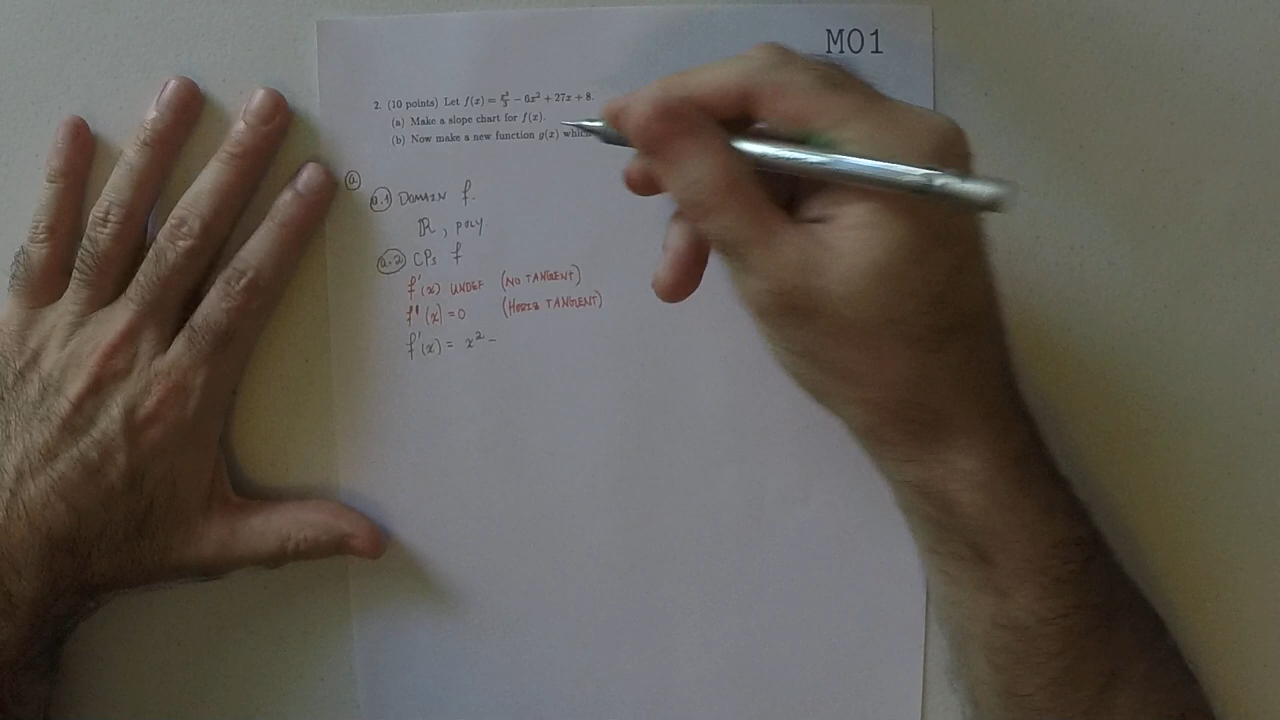 M01
2. (10 points) Let f(x) = x³/3 − 6x² + 27x + 8.
(a) Make a slope chart for f(x).
(b) Now make a new function g(x) which
(a)
(a.1) DOMAIN f.
ℝ, POLY
(a.2) CPs f
f'(x) UNDEF (NO TANGENT)
f'(x) = 0 (HORIZ TANGENT)
f'(x) = x² −